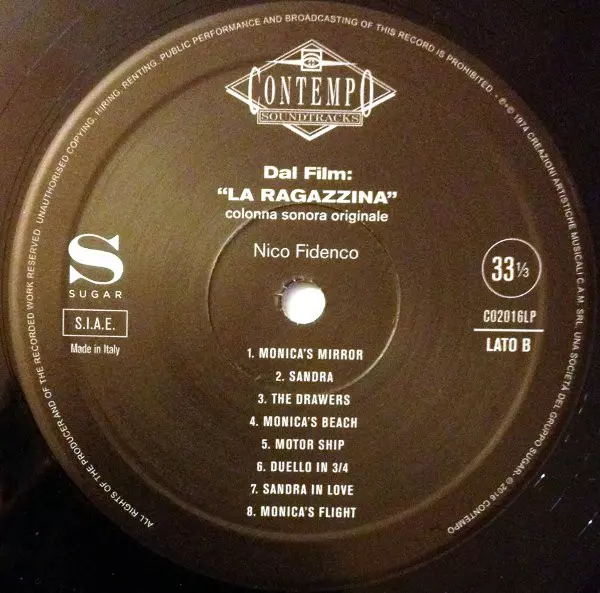 ALL RIGHTS OF THE PRODUCER AND OF THE RECORDED WORK RESERVED. UNAUTHORISED COPYING, HIRING, RENTING, PUBLIC PERFORMANCE AND BROADCASTING OF THIS RECORD IS PROHIBITED. - ℗+© 1974 CREAZIONI ARTISTICHE MUSICALI C.A.M. SRL, UNA SOCIETÀ DEL GRUPPO SUGAR; ℗ 2016 CONTEMPO
CONTEMPO
SOUNDTRACKS
Dal Film:
"LA RAGAZZINA"
colonna sonora originale
Nico Fidenco
S
SUGAR
S.I.A.E.
Made in Italy
33 1/3
C02016LP
LATO B
1. MONICA'S MIRROR
2. SANDRA
3. THE DRAWERS
4. MONICA'S BEACH
5. MOTOR SHIP
6. DUELLO IN 3/4
7. SANDRA IN LOVE
8. MONICA'S FLIGHT